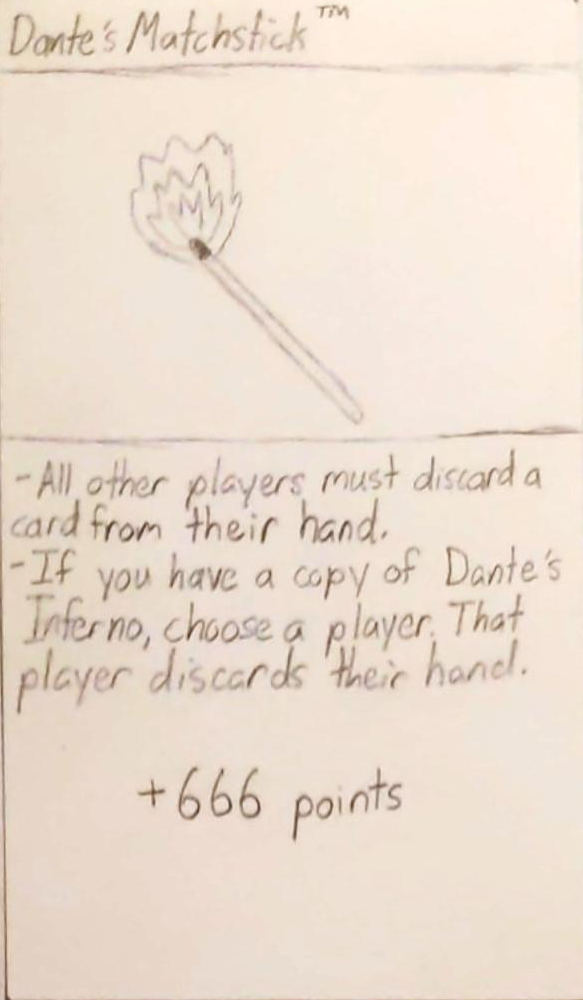 Dante's Matchstick™
-All other players must discard a
card from their hand.
-If you have a copy of Dante's
Inferno, choose a player. That
player discards their hand.
+666 points